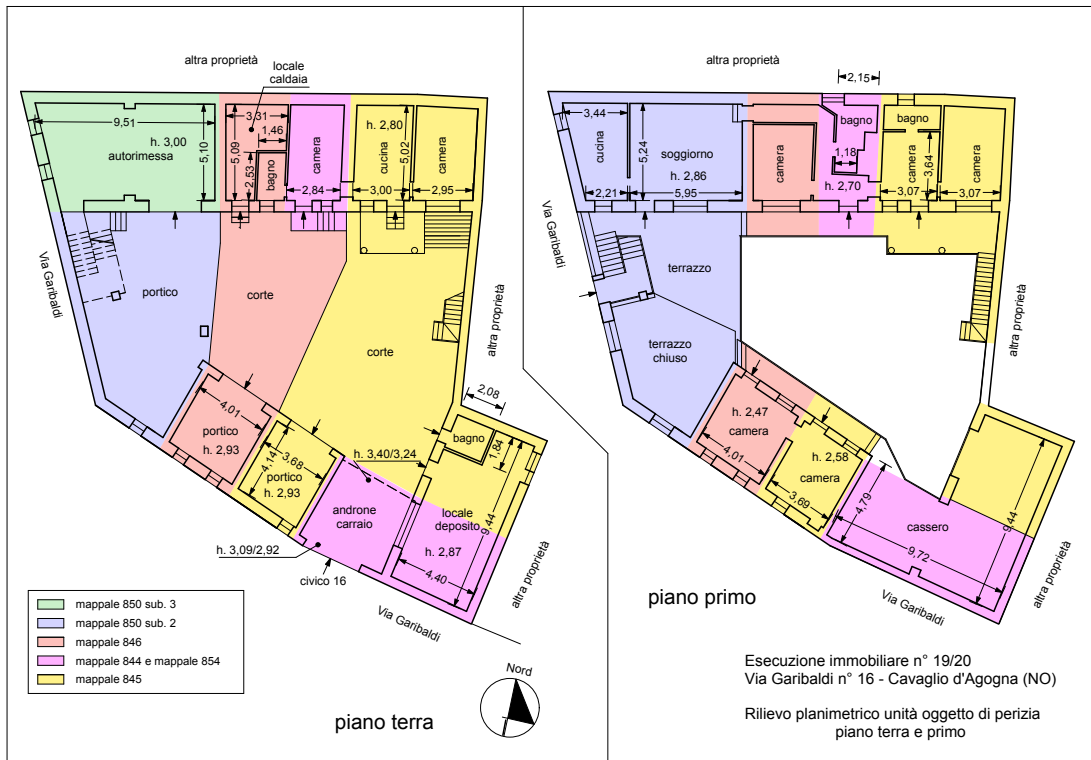 altra proprietà
locale
caldaia
9,51
h. 3,00
autorimessa
5,10
3,31
1,46
5,09
2,53
bagno
camera
2,84
h. 2,80
cucina
5,02
3,00
camera
2,95
Via Garibaldi
portico
corte
corte
altra proprietà
4,01
portico
h. 2,93
4,14
3,68
portico
h. 2,93
2,08
bagno
1,84
h. 3,40/3,24
androne
carraio
locale
deposito
9,44
h. 2,87
4,40
h. 3,09/2,92
civico 16
Via Garibaldi
altra proprietà
mappale 850 sub. 3
mappale 850 sub. 2
mappale 846
mappale 844 e mappale 854
mappale 845
Nord
piano terra
altra proprietà
2,15
3,44
cucina
5,24
soggiorno
h. 2,86
2,21
5,95
camera
bagno
1,18
h. 2,70
bagno
camera
3,64
3,07
camera
3,07
Via Garibaldi
terrazzo
terrazzo
chiuso
altra proprietà
h. 2,47
camera
4,01
h. 2,58
camera
3,69
4,79
cassero
9,72
9,44
altra proprietà
Via Garibaldi
piano primo
Esecuzione immobiliare n° 19/20
Via Garibaldi n° 16 - Cavaglio d'Agogna (NO)
Rilievo planimetrico unità oggetto di perizia
piano terra e primo